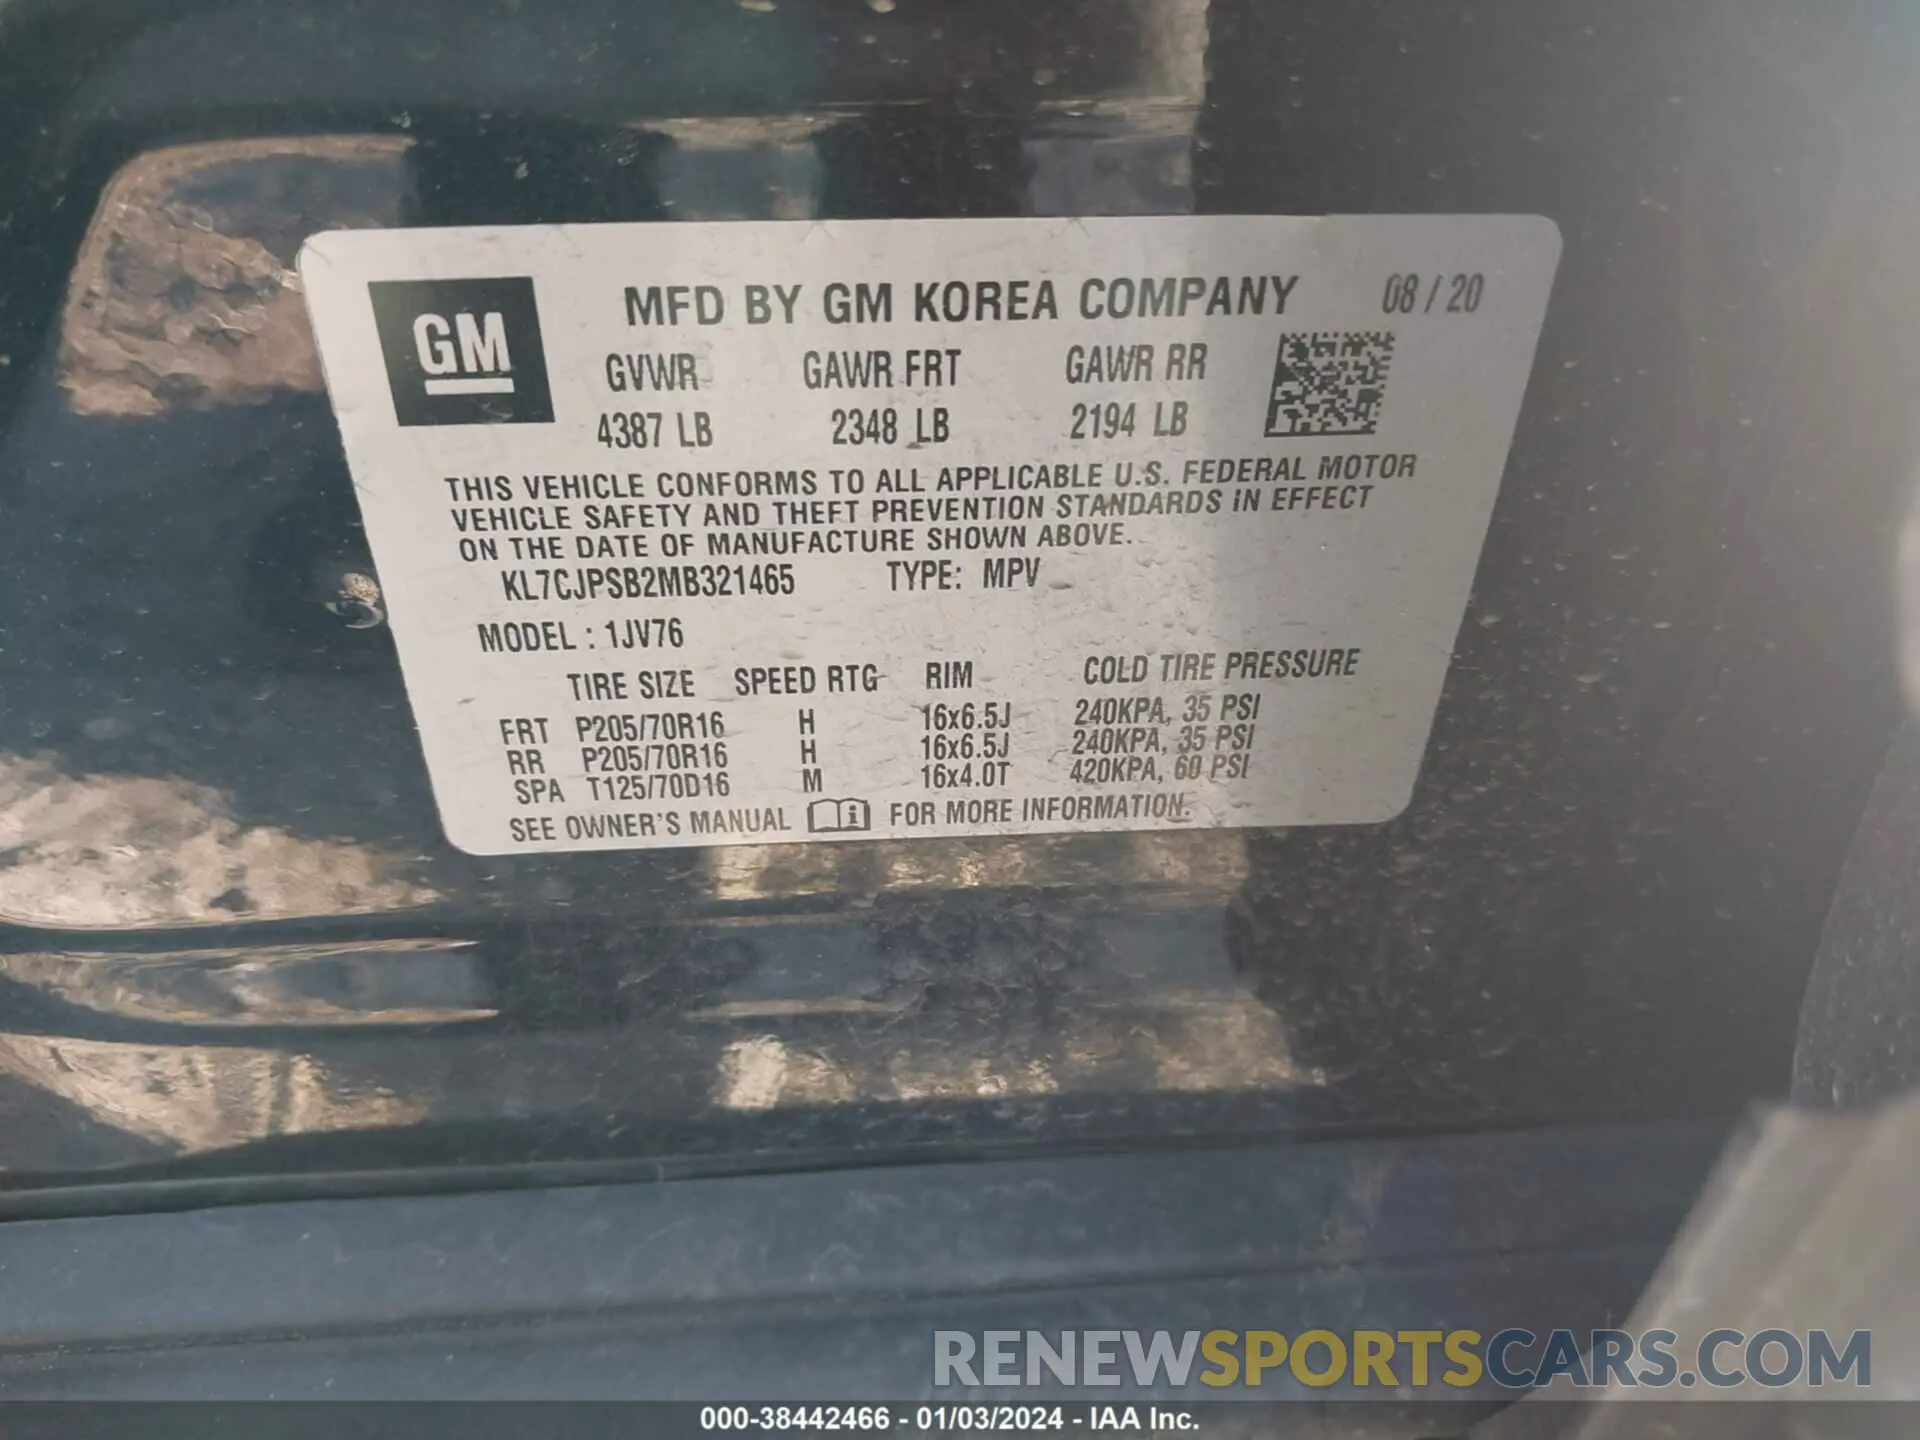 GM
MFD BY GM KOREA COMPANY 08 / 20
GVWR GAWR FRT GAWR RR
4387 LB 2348 LB 2194 LB
THIS VEHICLE CONFORMS TO ALL APPLICABLE U.S. FEDERAL MOTOR
VEHICLE SAFETY AND THEFT PREVENTION STANDARDS IN EFFECT
ON THE DATE OF MANUFACTURE SHOWN ABOVE.
KL7CJPSB2MB321465 TYPE: MPV
MODEL : 1JV76
TIRE SIZE SPEED RTG RIM COLD TIRE PRESSURE
FRT P205/70R16 H 16x6.5J 240KPA, 35 PSI
RR P205/70R16 H 16x6.5J 240KPA, 35 PSI
SPA T125/70D16 M 16x4.0T 420KPA, 60 PSI
SEE OWNER'S MANUAL i FOR MORE INFORMATION.
RENEWSPORTSCARS.COM
000-38442466 - 01/03/2024 - IAA Inc.